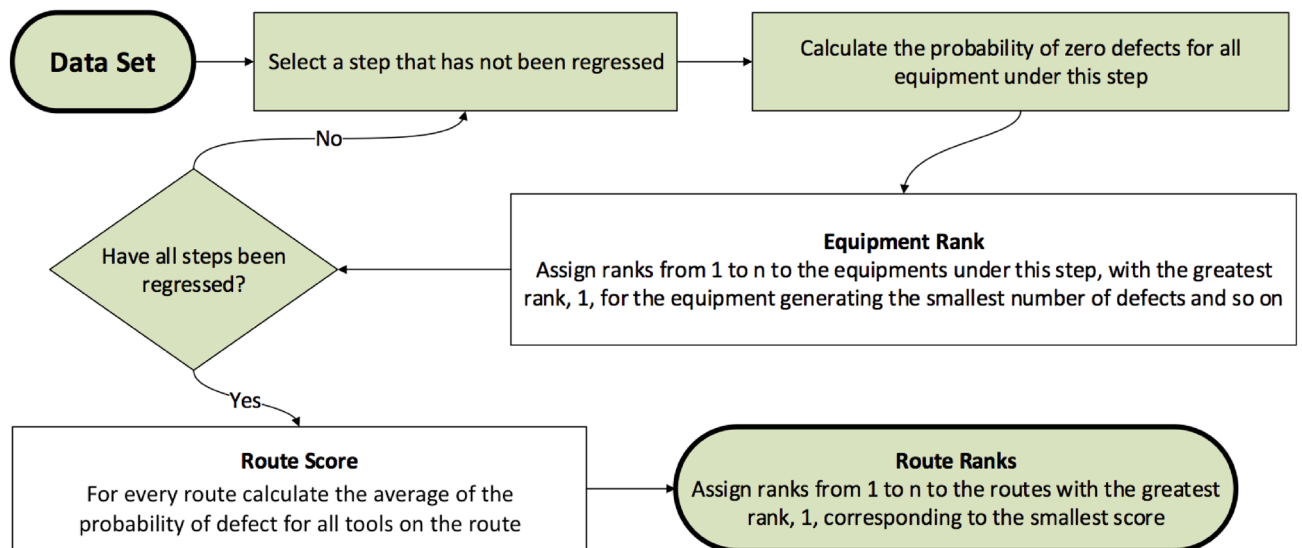 Data Set
Select a step that has not been regressed
Calculate the probability of zero defects for all
equipment under this step
No
Have all steps been
regressed?
Equipment Rank
Assign ranks from 1 to n to the equipments under this step, with the greatest
rank, 1, for the equipment generating the smallest number of defects and so on
Yes
Route Score
For every route calculate the average of the
probability of defect for all tools on the route
Route Ranks
Assign ranks from 1 to n to the routes with the greatest
rank, 1, corresponding to the smallest score